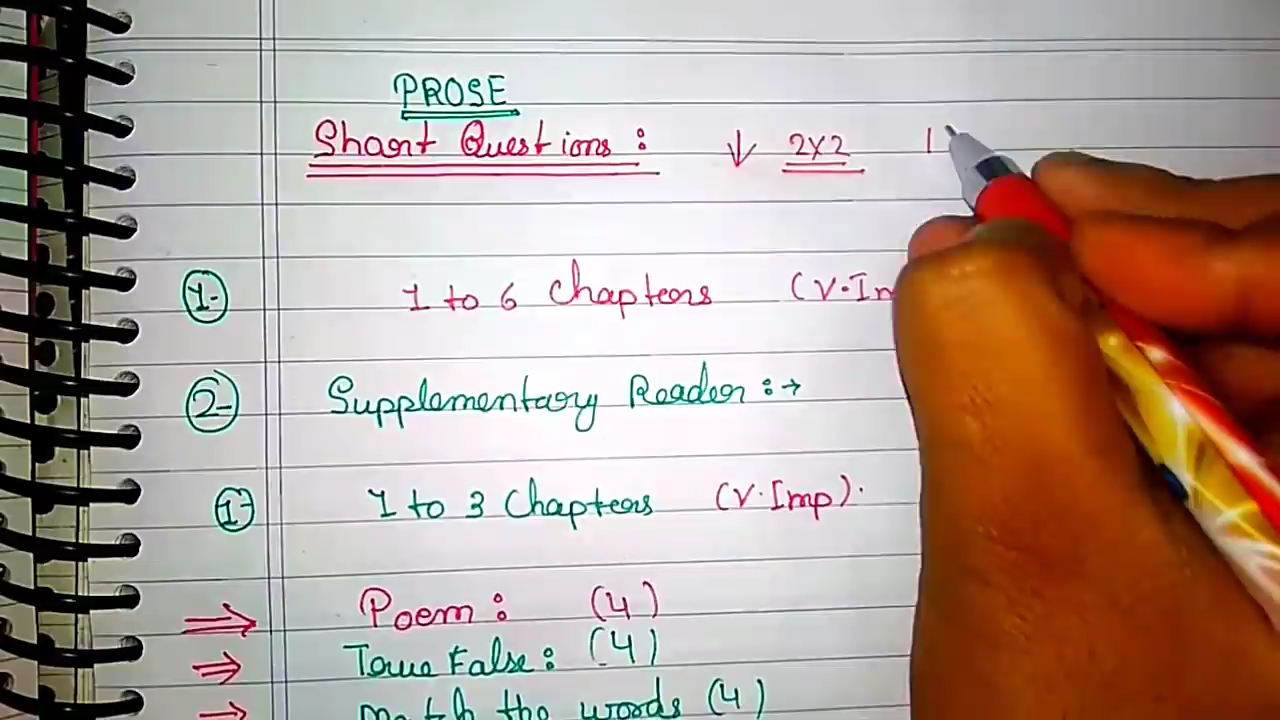 PROSE
Short Questions : ↓ 2x2
1- 1 to 6 Chapters (V.Im
2- Supplementary Reader :→
1- 1 to 3 Chapters (V.Imp).
⇒ Poem : (4)
⇒ True False : (4)
⇒ Match the words (4)